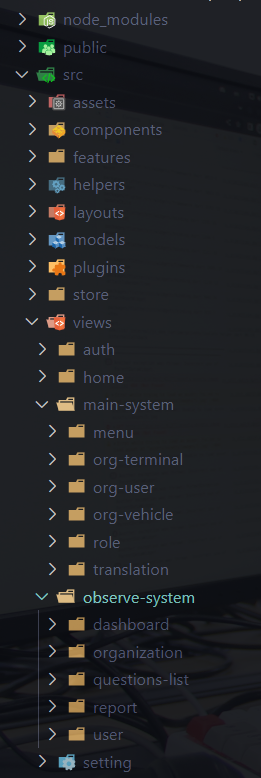 node_modules
public
src
assets
components
features
helpers
layouts
models
plugins
store
views
auth
home
main-system
menu
org-terminal
org-user
org-vehicle
role
translation
observe-system
dashboard
organization
questions-list
report
user
setting